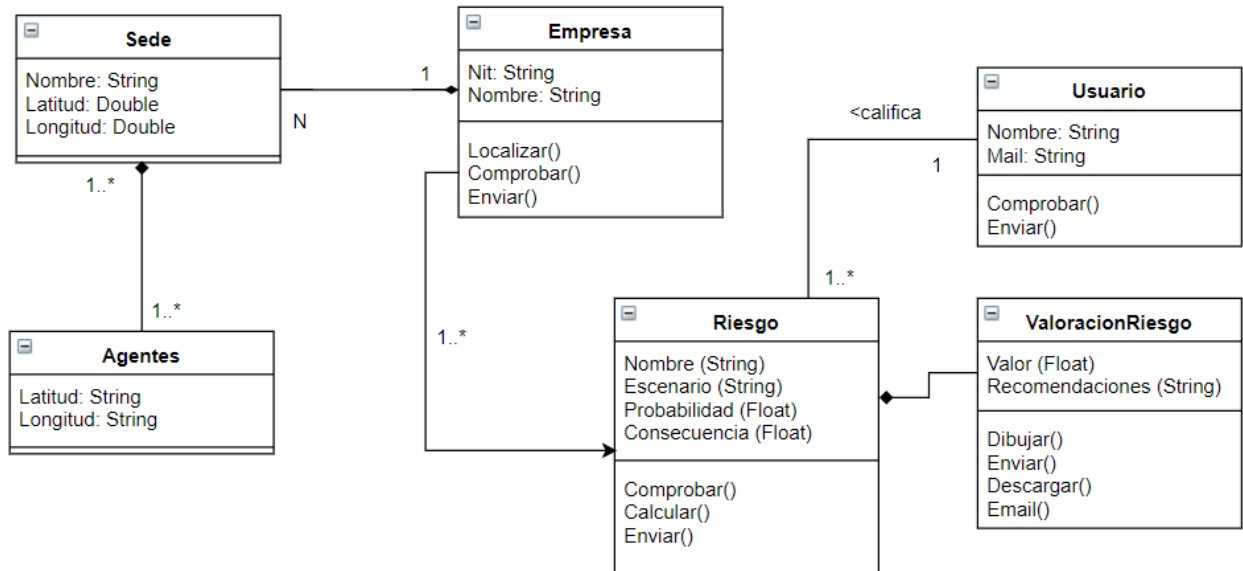 Sede
Nombre: String
Latitud: Double
Longitud: Double
1
N
Empresa
Nit: String
Nombre: String
Localizar()
Comprobar()
Enviar()
<califica
1
Usuario
Nombre: String
Mail: String
Comprobar()
Enviar()
1..*
1..*
Agentes
Latitud: String
Longitud: String
1..*
1..*
Riesgo
Nombre (String)
Escenario (String)
Probabilidad (Float)
Consecuencia (Float)
Comprobar()
Calcular()
Enviar()
ValoracionRiesgo
Valor (Float)
Recomendaciones (String)
Dibujar()
Enviar()
Descargar()
Email()